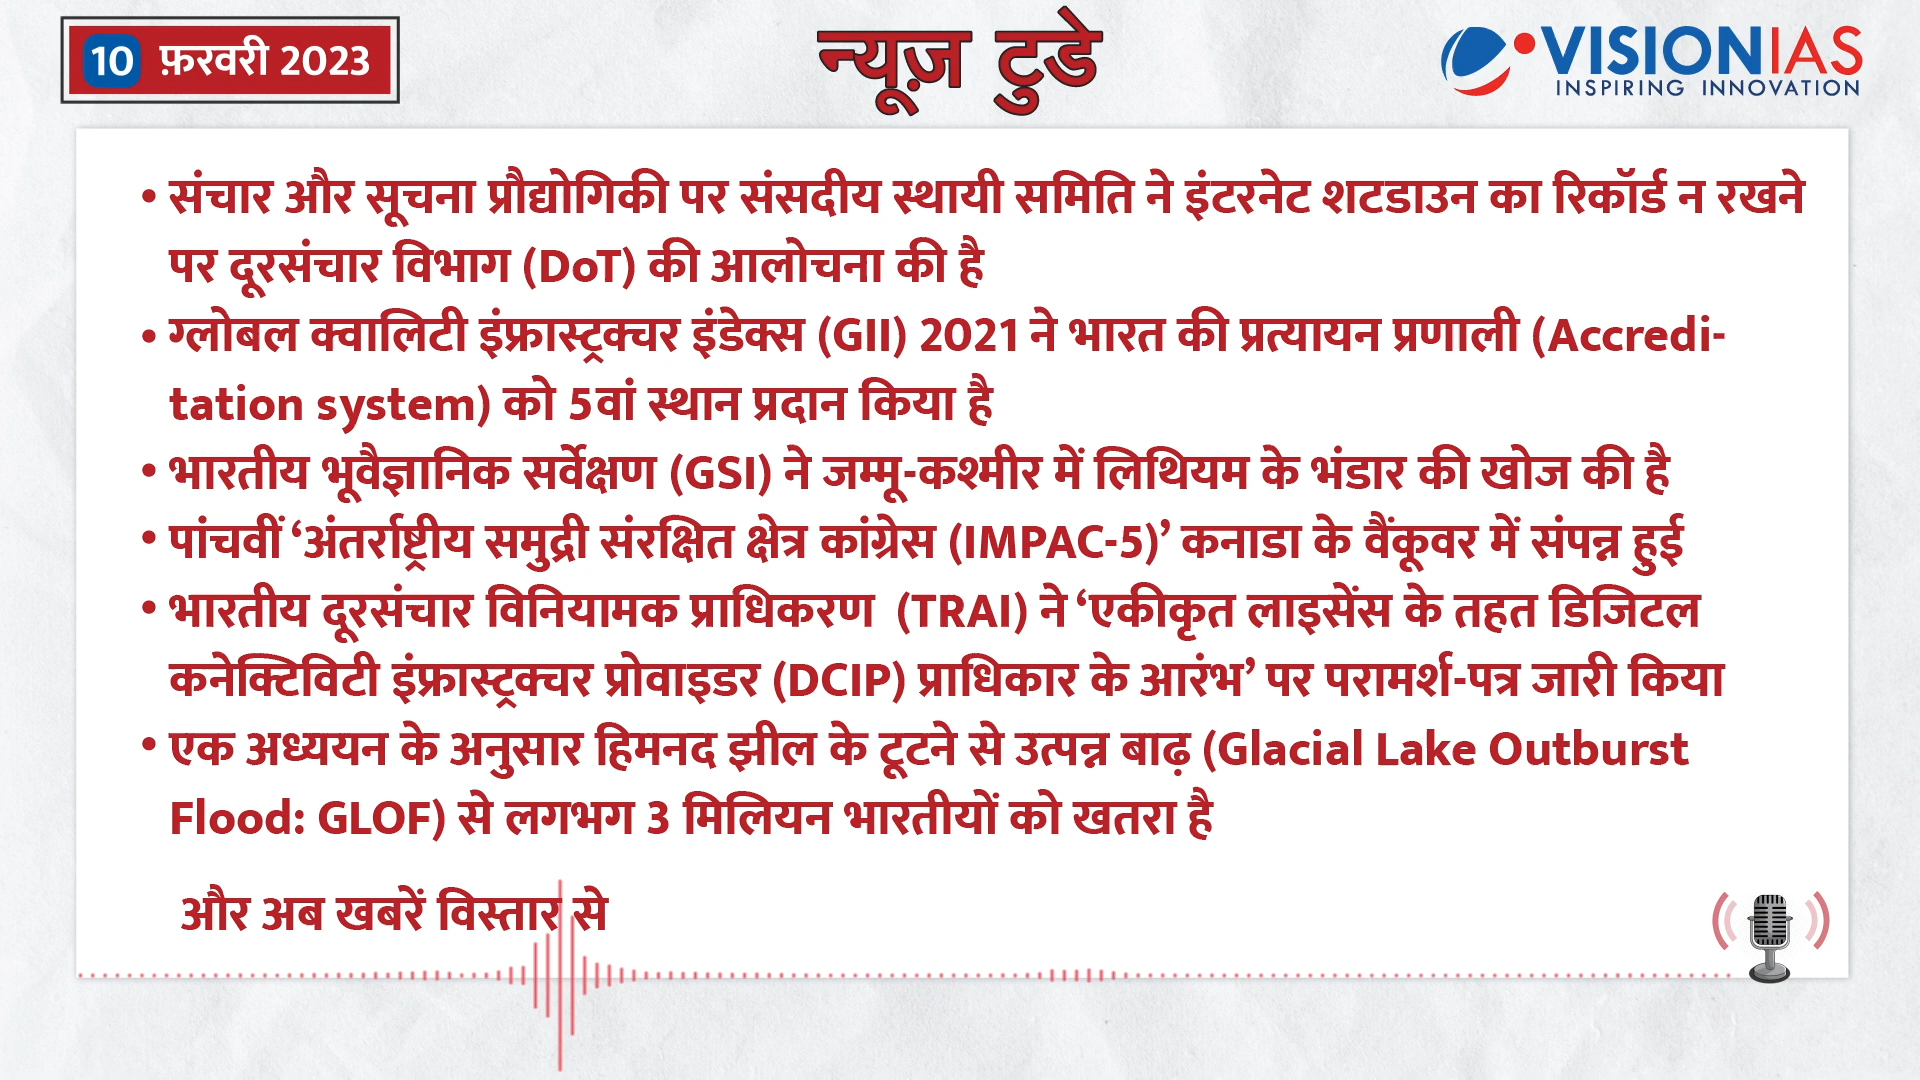 10 फ़रवरी 2023
न्यूज़ टुडे
VISIONIAS
INSPIRING INNOVATION
• संचार और सूचना प्रौद्योगिकी पर संसदीय स्थायी समिति ने इंटरनेट शटडाउन का रिकॉर्ड न रखने
पर दूरसंचार विभाग (DoT) की आलोचना की है
• ग्लोबल क्वालिटी इंफ्रास्ट्रक्चर इंडेक्स (GII) 2021 ने भारत की प्रत्यायन प्रणाली (Accredi-
tation system) को 5वां स्थान प्रदान किया है
• भारतीय भूवैज्ञानिक सर्वेक्षण (GSI) ने जम्मू-कश्मीर में लिथियम के भंडार की खोज की है
• पांचवीं ‘अंतर्राष्ट्रीय समुद्री संरक्षित क्षेत्र कांग्रेस (IMPAC-5)’ कनाडा के वैंकूवर में संपन्न हुई
• भारतीय दूरसंचार विनियामक प्राधिकरण (TRAI) ने ‘एकीकृत लाइसेंस के तहत डिजिटल
कनेक्टिविटी इंफ्रास्ट्रक्चर प्रोवाइडर (DCIP) प्राधिकार के आरंभ’ पर परामर्श-पत्र जारी किया
• एक अध्ययन के अनुसार हिमनद झील के टूटने से उत्पन्न बाढ़ (Glacial Lake Outburst
Flood: GLOF) से लगभग 3 मिलियन भारतीयों को खतरा है
और अब खबरें विस्तार से